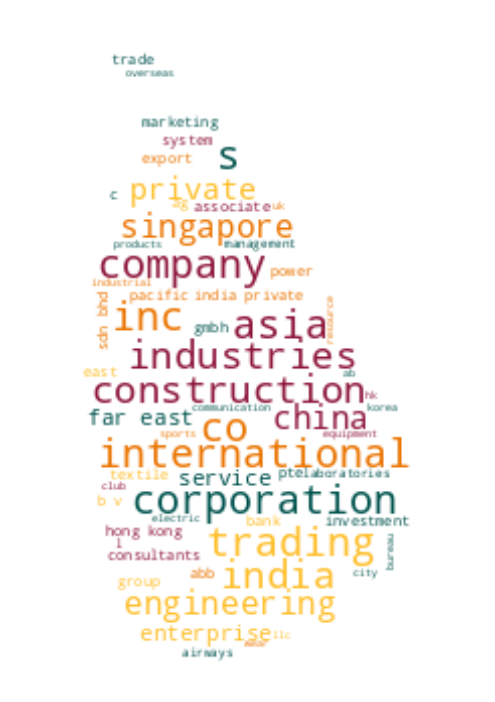 trade
overseas
marketing
system
export s
c private
ag associate uk
singapore
products management
company power
industrial
pacific india private
sdn bhd
inc gmbh asia
resource
industries
east ab
construction hk
communication korea
far east co china
sports equipment
international
textile service pte laboratories
club
b v corporation
electric bank investment
hong kong trading
l
consultants bureau
abb india city
group
engineering
enterprise llc
wear
airways